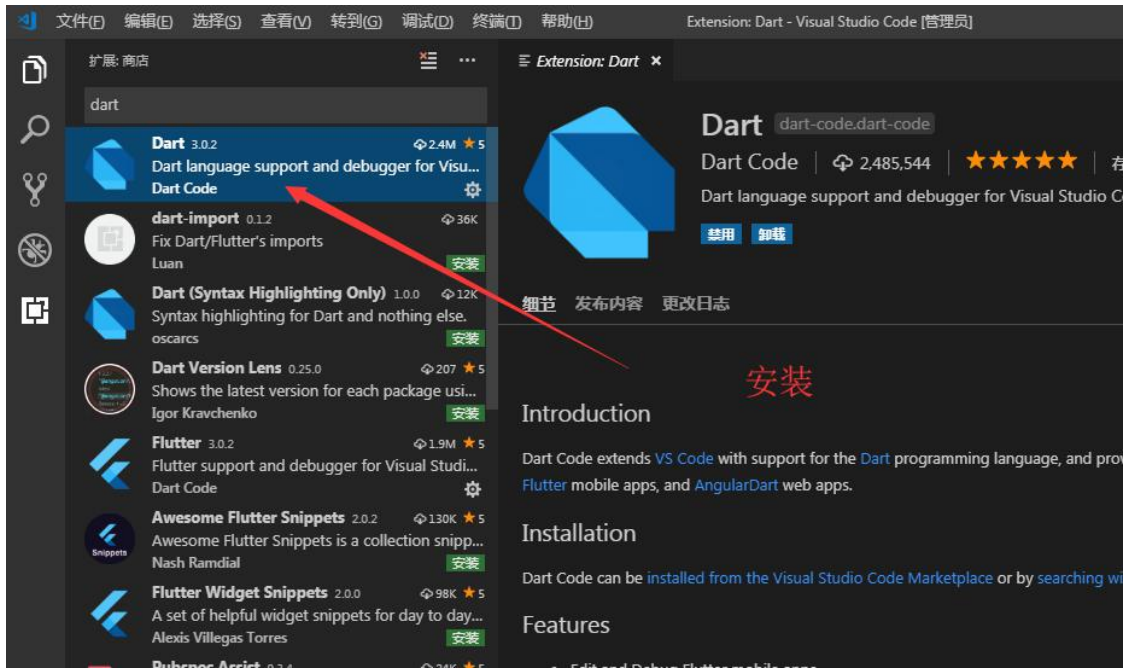 文件(F) 编辑(E) 选择(S) 查看(V) 转到(G) 调试(D) 终端(T) 帮助(H) Extension: Dart - Visual Studio Code [管理员]
扩展: 商店
dart
Dart 3.0.2 2.4M 5
Dart language support and debugger for Visu...
Dart Code
dart-import 0.1.2 36K
Fix Dart/Flutter's imports
Luan 安装
Dart (Syntax Highlighting Only) 1.0.0 12K
Syntax highlighting for Dart and nothing else.
oscarcs 安装
Dart Version Lens 0.25.0 207 5
Shows the latest version for each package usi...
Igor Kravchenko 安装
Flutter 3.0.2 1.9M 5
Flutter support and debugger for Visual Studi...
Dart Code
Awesome Flutter Snippets 2.0.2 130K 5
Awesome Flutter Snippets is a collection snipp...
Nash Ramdial 安装
Snippets
Flutter Widget Snippets 2.0.0 98K 5
A set of helpful widget snippets for day to day...
Alexis Villegas Torres 安装
Pubspec Assist
Extension: Dart
Dart dart-code.dart-code
Dart Code 2,485,544
Dart language support and debugger for Visual Studio
禁用 卸载
细节 发布内容 更改日志
安装
Introduction
Dart Code extends VS Code with support for the Dart programming language, and
Flutter mobile apps, and AngularDart web apps.
Installation
Dart Code can be installed from the Visual Studio Code Marketplace or by searching
Features
Edit and Debug Flutter mobile apps